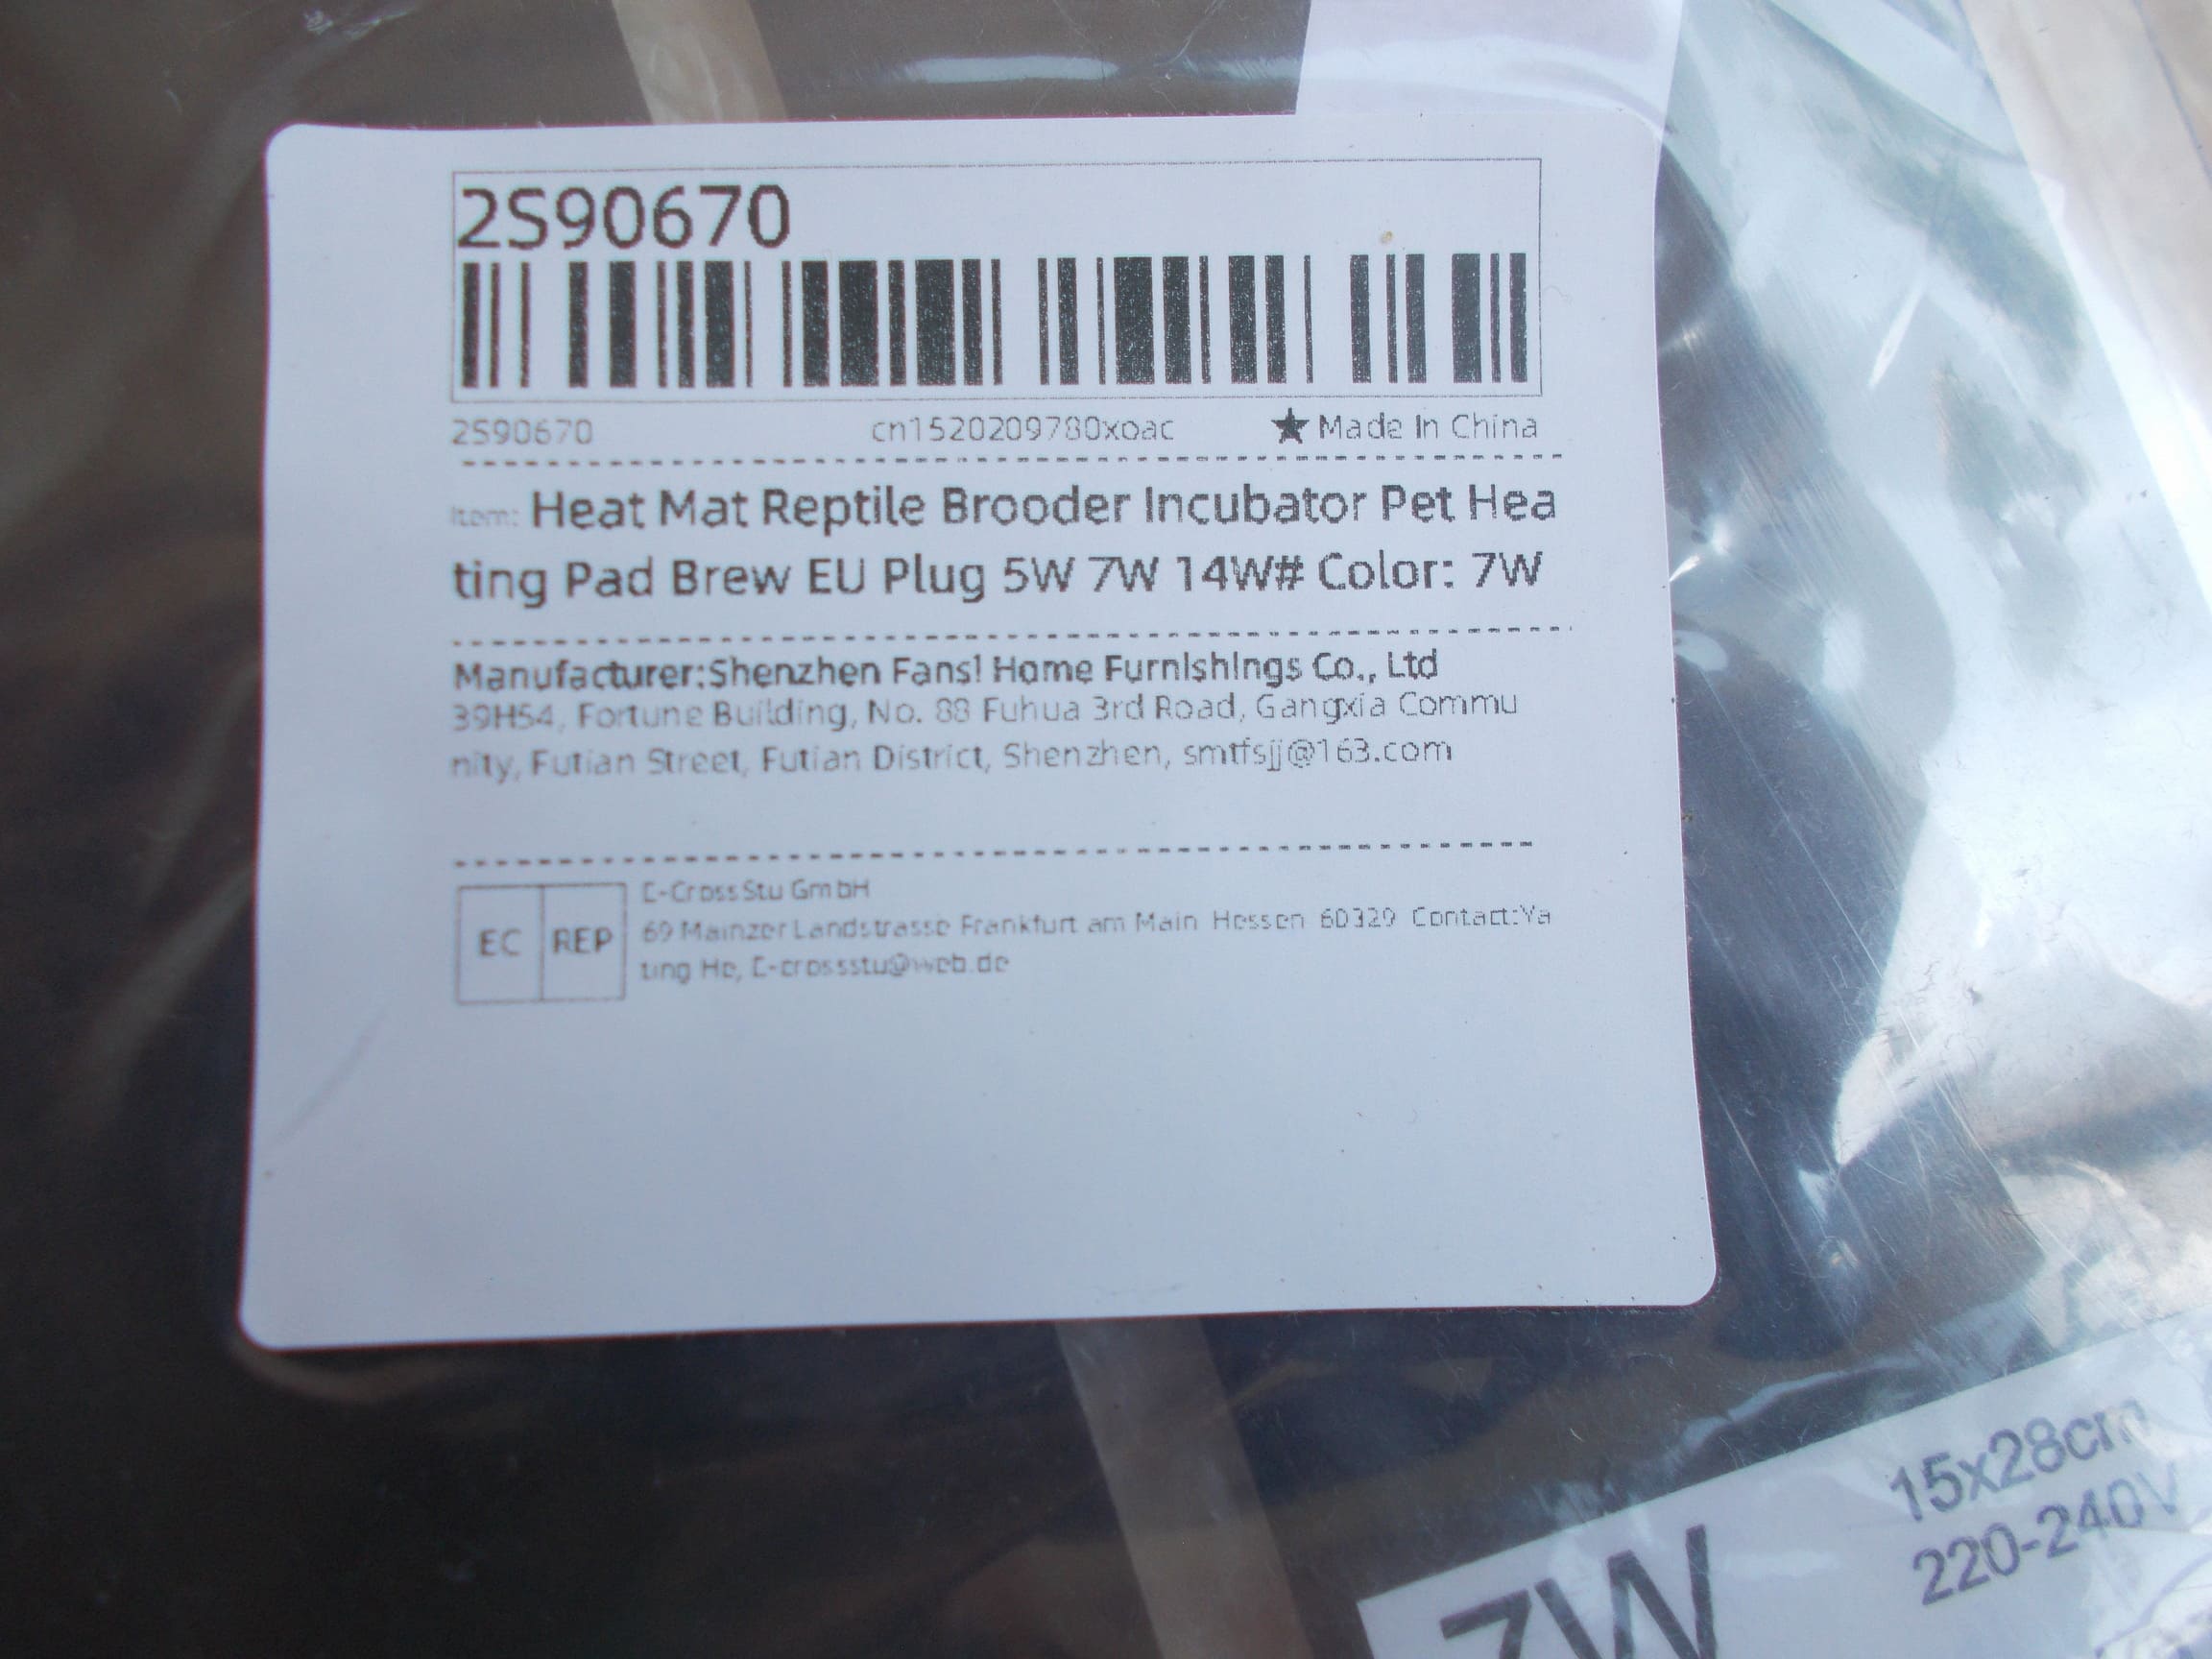 2S90670
2S90670 cn1520209780xoac ★ Made In China
Item: Heat Mat Reptile Brooder Incubator Pet Hea
ting Pad Brew EU Plug 5W 7W 14W# Color: 7W
Manufacturer:Shenzhen Fansi Home Furnishings Co., Ltd
39H54, Fortune Building, No. 88 Fuhua 3rd Road, Gangxia Commu
nity, Futian Street, Futian District, Shenzhen, smtfsjj@163.com
EC REP
E-CrossStu GmbH
69 Mainzer Landstrasse Frankfurt am Main Hessen 60329 Contact:Ya
ting He, E-crossstu@web.de
15x28cm
220-240V
7W